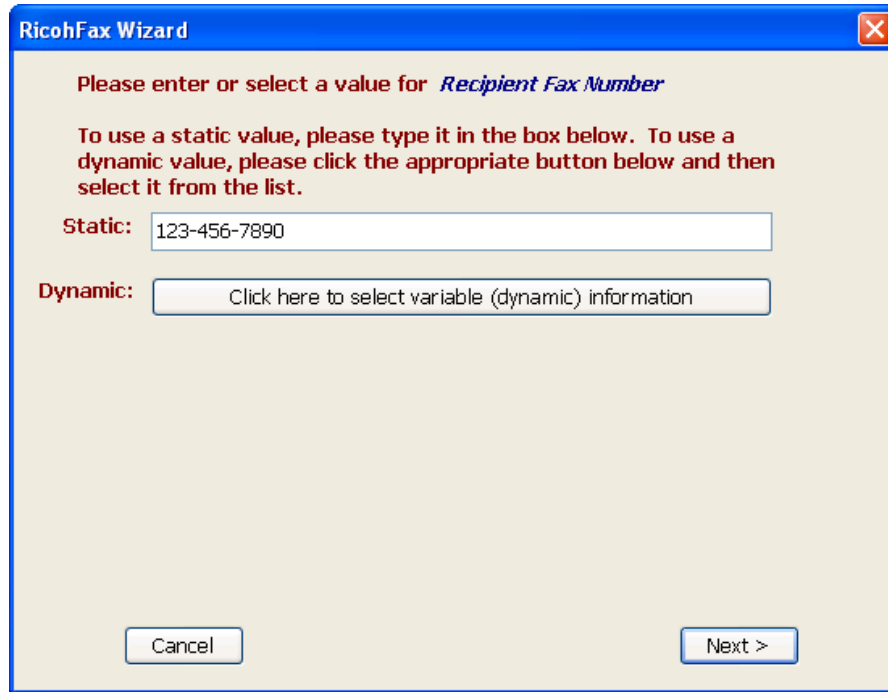 RicohFax Wizard
Please enter or select a value for Recipient Fax Number
To use a static value, please type it in the box below. To use a
dynamic value, please click the appropriate button below and then
select it from the list.
Static: 123-456-7890
Dynamic: Click here to select variable (dynamic) information
Cancel Next >